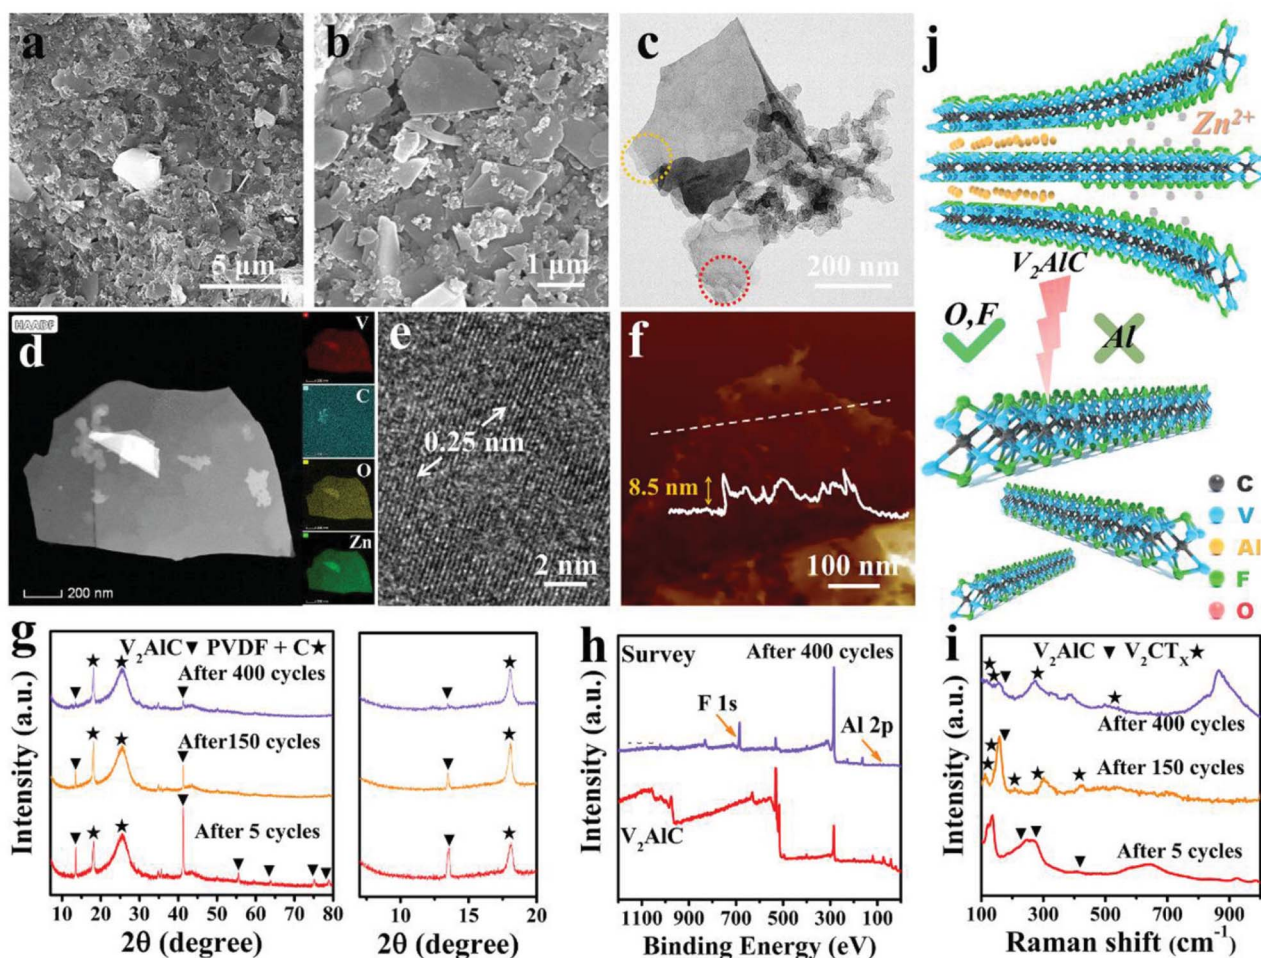 a
5 μm
b
1 μm
c
200 nm
j
Zn²⁺
V₂AlC
O,F
Al
C
V
Al
F
O
HAADF
d
200 nm
V
C
O
Zn
e
0.25 nm
2 nm
f
8.5 nm
100 nm
g
V₂AlC ▼ PVDF + C★
After 400 cycles
After150 cycles
After 5 cycles
Intensity (a.u.)
10 20 30 40 50 60 70 80
2θ (degree)
10 20
2θ (degree)
h
Survey
After 400 cycles
F 1s
Al 2p
V₂AlC
Intensity (a.u.)
1100 900 700 500 300 100
Binding Energy (eV)
i
V₂AlC ▼ V₂CTₓ★
After 400 cycles
After 150 cycles
After 5 cycles
Intensity (a.u.)
100 300 500 700 900
Raman shift (cm⁻¹)